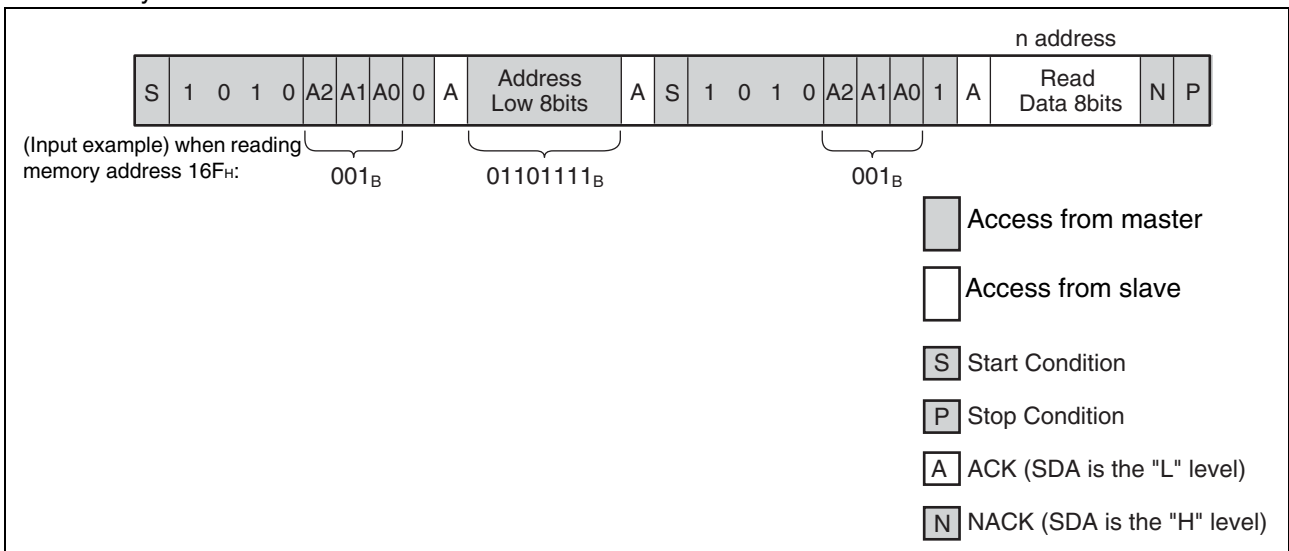 n address
S 1 0 1 0 A2 A1 A0 0 A Address Low 8bits A S 1 0 1 0 A2 A1 A0 1 A Read Data 8bits N P
(Input example) when reading
memory address 16FH: 001B 01101111B 001B
Access from master
Access from slave
S Start Condition
P Stop Condition
A ACK (SDA is the "L" level)
N NACK (SDA is the "H" level)